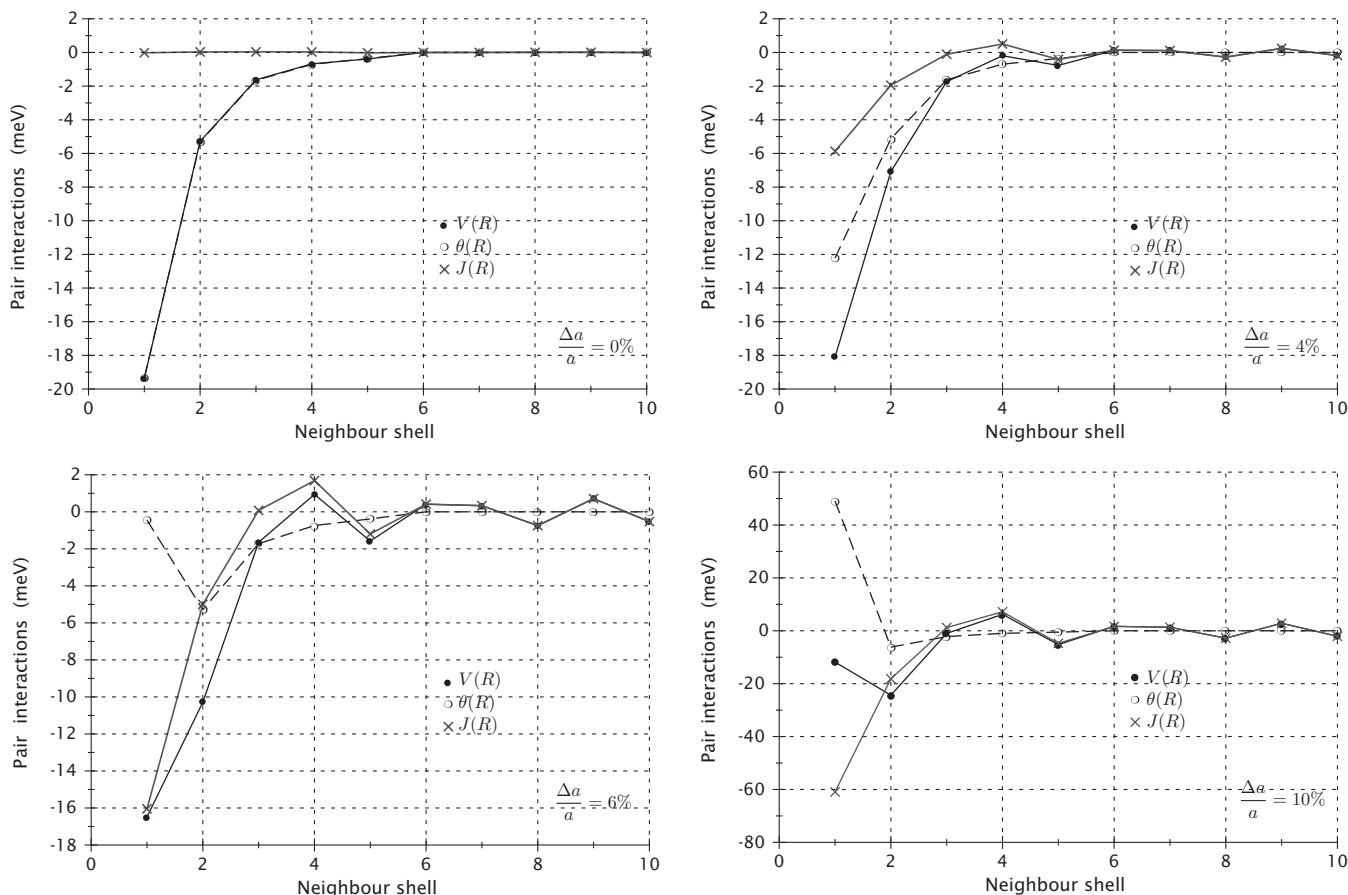 Pair interactions (meV)
2
0
-2
-4
-6
-8
-10
-12
-14
-16
-18
-20
V(R)
θ(R)
J(R)
Δa/a = 0%
0 2 4 6 8 10
Neighbour shell
Pair interactions (meV)
2
0
-2
-4
-6
-8
-10
-12
-14
-16
-18
-20
V(R)
θ(R)
J(R)
Δa/a = 4%
0 2 4 6 8 10
Neighbour shell
Pair interactions (meV)
2
0
-2
-4
-6
-8
-10
-12
-14
-16
-18
V(R)
θ(R)
J(R)
Δa/a = 6%
0 2 4 6 8 10
Neighbour shell
Pair interactions (meV)
60
40
20
0
-20
-40
-60
-80
V(R)
θ(R)
J(R)
Δa/a = 10%
0 2 4 6 8 10
Neighbour shell